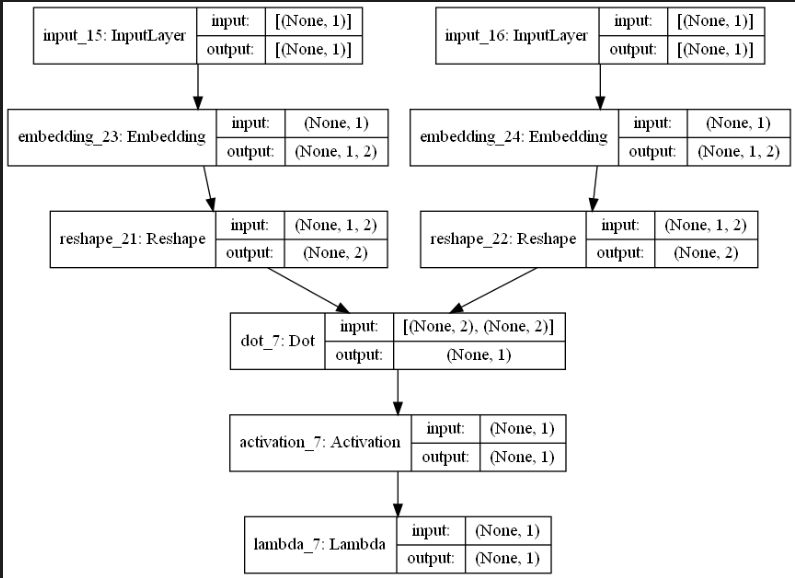 input_15: InputLayer input: [(None, 1)] output: [(None, 1)]
input_16: InputLayer input: [(None, 1)] output: [(None, 1)]
embedding_23: Embedding input: (None, 1) output: (None, 1, 2)
embedding_24: Embedding input: (None, 1) output: (None, 1, 2)
reshape_21: Reshape input: (None, 1, 2) output: (None, 2)
reshape_22: Reshape input: (None, 1, 2) output: (None, 2)
dot_7: Dot input: [(None, 2), (None, 2)] output: (None, 1)
activation_7: Activation input: (None, 1) output: (None, 1)
lambda_7: Lambda input: (None, 1) output: (None, 1)